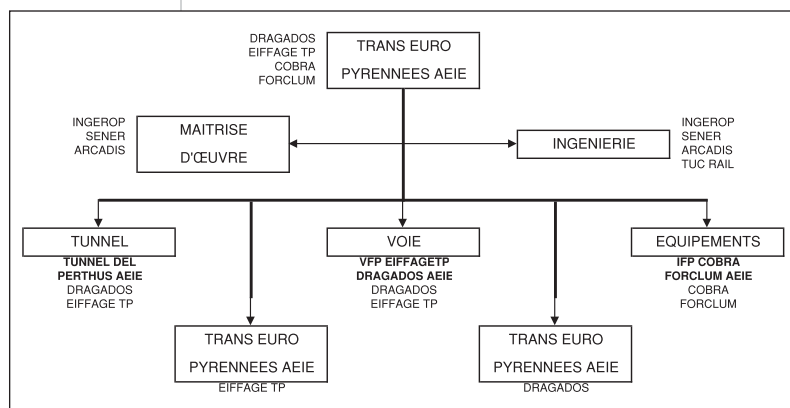 DRAGADOS
EIFFAGE TP
COBRA
FORCLUM
TRANS EURO
PYRENNEES AEIE
INGEROP
SENER
ARCADIS
MAITRISE
D'ŒUVRE
INGENIERIE
INGEROP
SENER
ARCADIS
TUC RAIL
TUNNEL
TUNNEL DEL
PERTHUS AEIE
DRAGADOS
EIFFAGE TP
VOIE
VFP EIFFAGETP
DRAGADOS AEIE
DRAGADOS
EIFFAGE TP
EQUIPEMENTS
IFP COBRA
FORCLUM AEIE
COBRA
FORCLUM
TRANS EURO
PYRENNEES AEIE
EIFFAGE TP
TRANS EURO
PYRENNEES AEIE
DRAGADOS